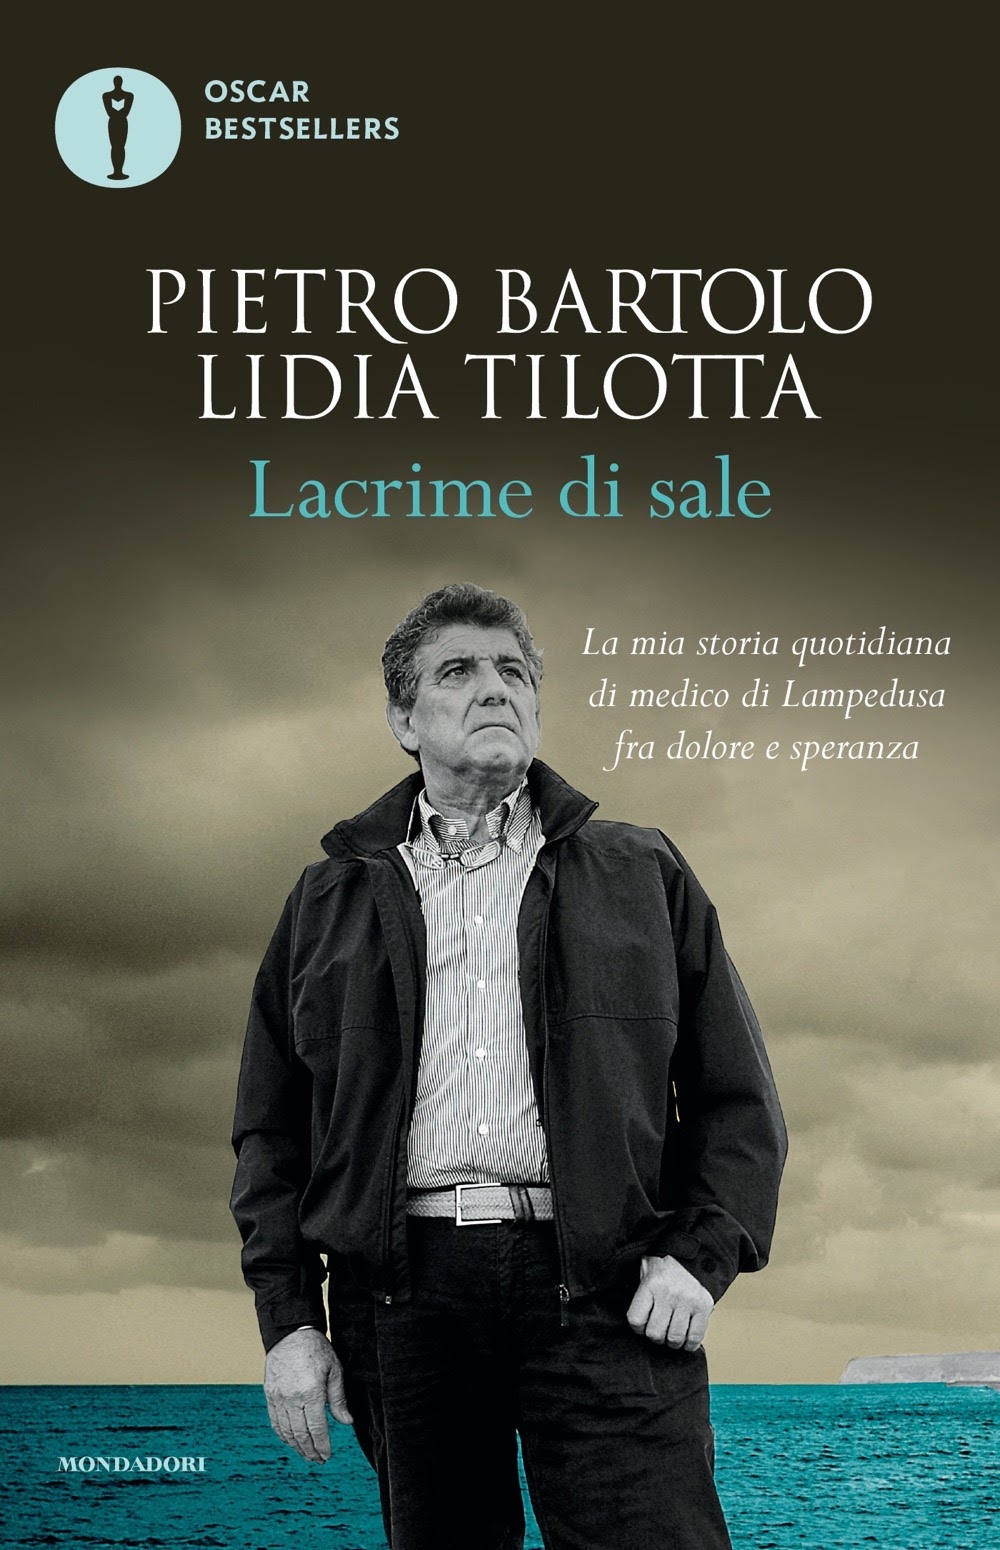 OSCAR
BESTSELLERS
PIETRO BARTOLO
LIDIA TILOTTA
Lacrime di sale
La mia storia quotidiana
di medico di Lampedusa
fra dolore e speranza
MONDADORI